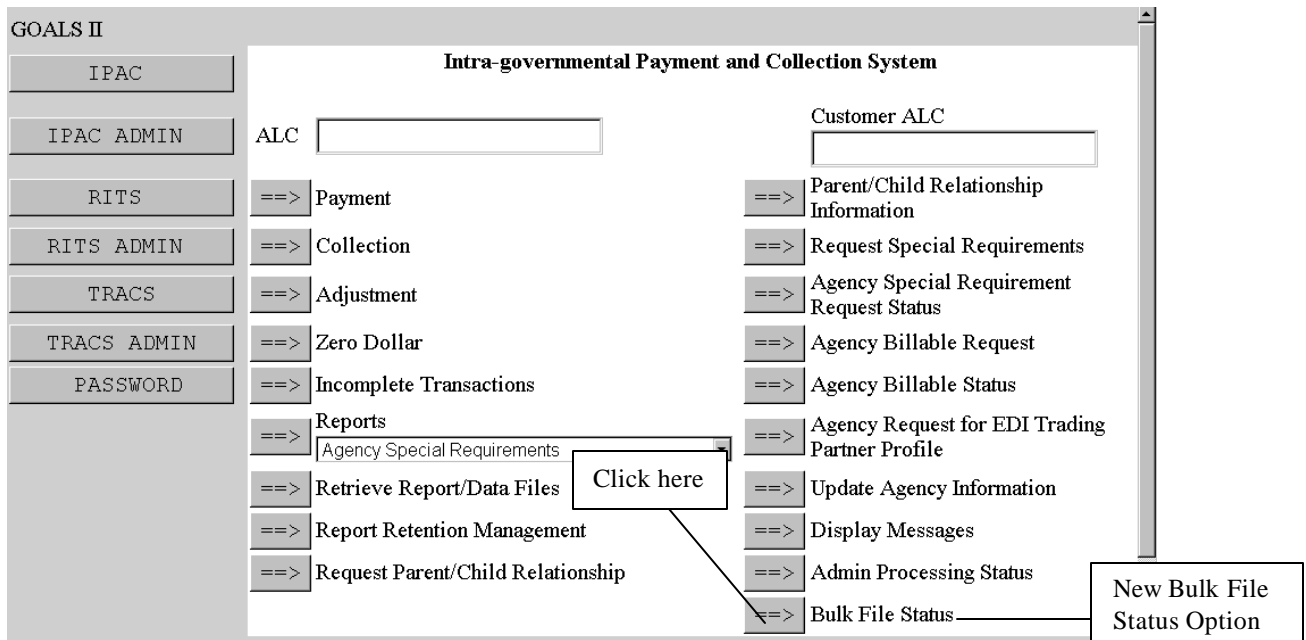 GOALS II
IPAC
IPAC ADMIN
RITS
RITS ADMIN
TRACS
TRACS ADMIN
PASSWORD
Intra-governmental Payment and Collection System
ALC
Customer ALC
==> Payment
==> Collection
==> Adjustment
==> Zero Dollar
==> Incomplete Transactions
Reports
==> Agency Special Requirements
==> Retrieve Report/Data Files
==> Report Retention Management
==> Request Parent/Child Relationship
==> Parent/Child Relationship
Information
==> Request Special Requirements
==> Agency Special Requirement
Request Status
==> Agency Billable Request
==> Agency Billable Status
==> Agency Request for EDI Trading
Partner Profile
==> Update Agency Information
==> Display Messages
==> Admin Processing Status
==> Bulk File Status
Click here
New Bulk File
Status Option